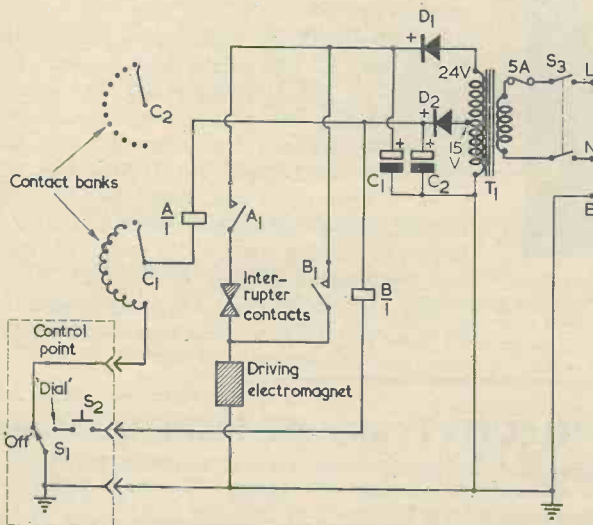 D1
24V
5A
S3
L
D2
15
V
C1
C2
T1
N
E
C2
Contact banks
A
1
C1
A1
Inter-
rupter
contacts
B1
B
1
Control
point
Driving
electromagnet
'Dial'
S2
Off
S1